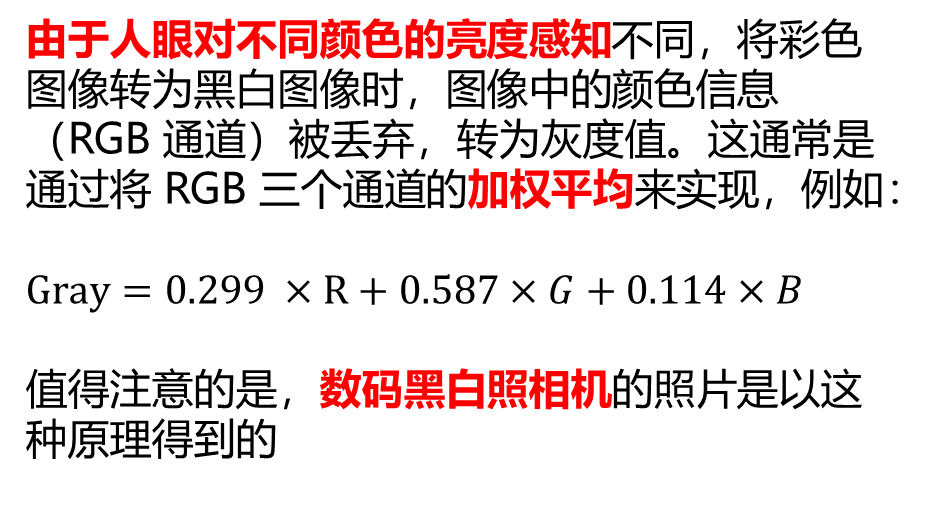 由于人眼对不同颜色的亮度感知不同，将彩色
图像转为黑白图像时，图像中的颜色信息
（RGB 通道）被丢弃，转为灰度值。这通常是
通过将 RGB 三个通道的加权平均来实现，例如：
Gray = 0.299 × R + 0.587 × G + 0.114 × B
值得注意的是，数码黑白照相机的照片是以这
种原理得到的